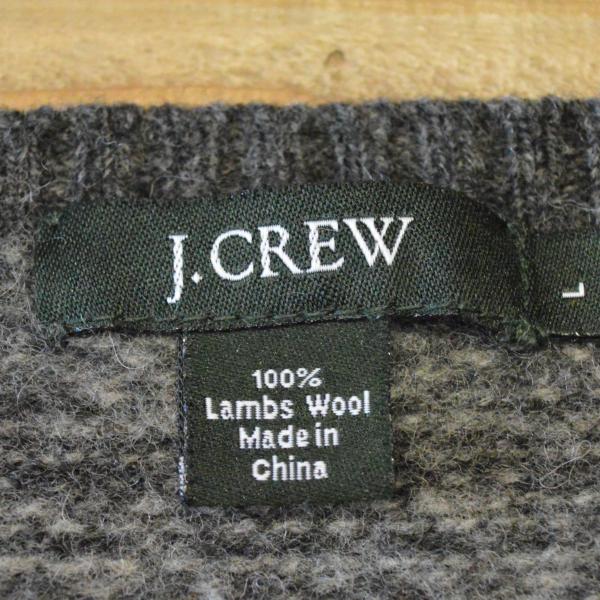 J.CREW
L
100%
Lambs Wool
Made in
China